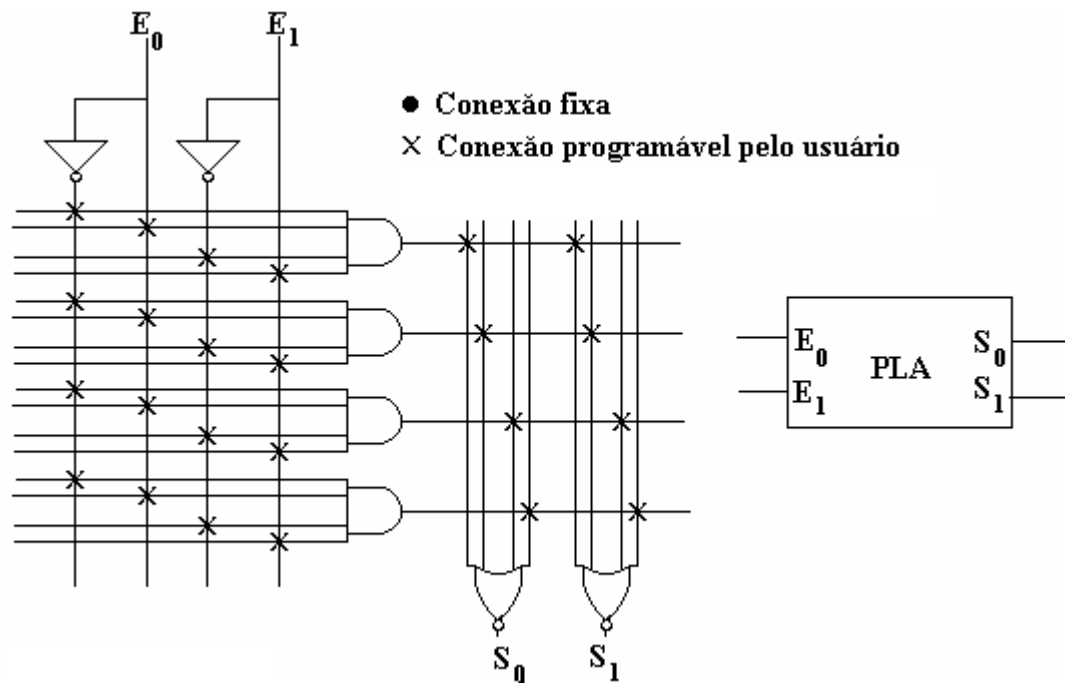 E0 E1
● Conexão fixa
× Conexão programável pelo usuário
E0 PLA S0
E1 S1
S0 S1